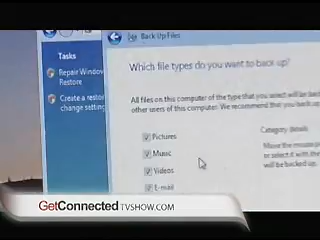 Back Up Files
Tasks
Repair Window
Restore
Create a restor
change setting
Which file types do you want to back up?
All files on this computer of the type that you select will be back
other users of this computer. We recommend that you back up
Pictures
Music
Videos
E-mail
Category details
Move the mouse
or select it with the
will be backed up.
GetConnected TVSHOW.COM